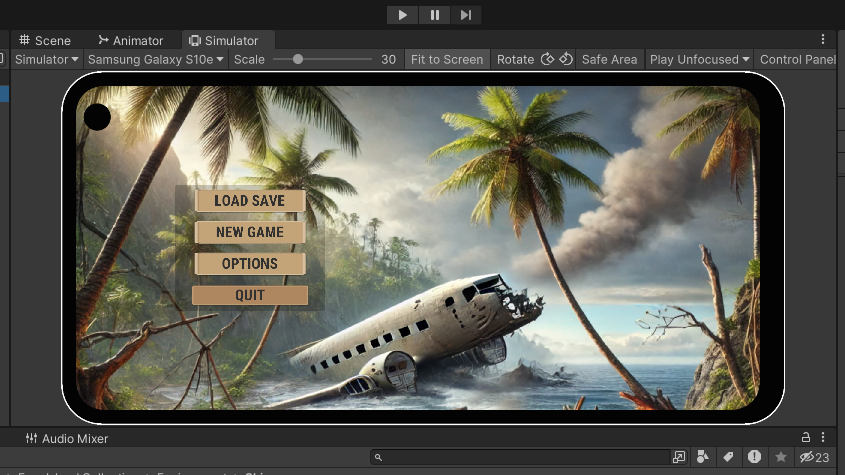 Scene Animator Simulator
Simulator Samsung Galaxy S10e Scale 30 Fit to Screen Rotate Safe Area Play Unfocused Control Panel
LOAD SAVE
NEW GAME
OPTIONS
QUIT
Audio Mixer
23